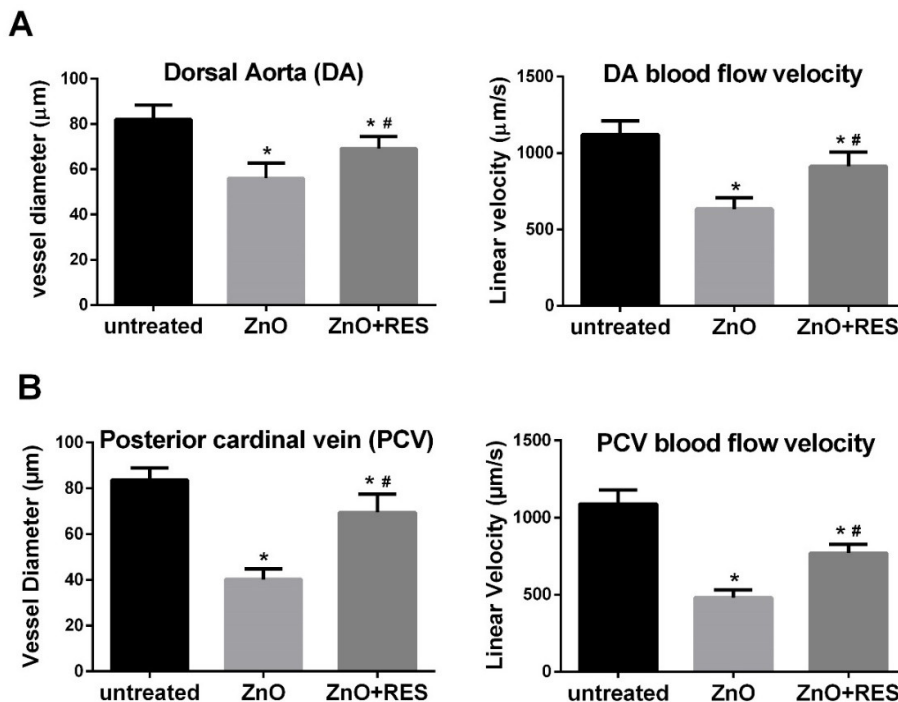 A
Dorsal Aorta (DA)
vessel diameter (μm)
100
80
60
40
20
0
*
* #
untreated
ZnO
ZnO+RES
DA blood flow velocity
Linear velocity (μm/s)
1500
1000
500
0
*
* #
untreated
ZnO
ZnO+RES
B
Posterior cardinal vein (PCV)
Vessel Diameter (μm)
100
80
60
40
20
0
*
* #
untreated
ZnO
ZnO+RES
PCV blood flow velocity
Linear Velocity (μm/s)
1500
1000
500
0
*
* #
untreated
ZnO
ZnO+RES